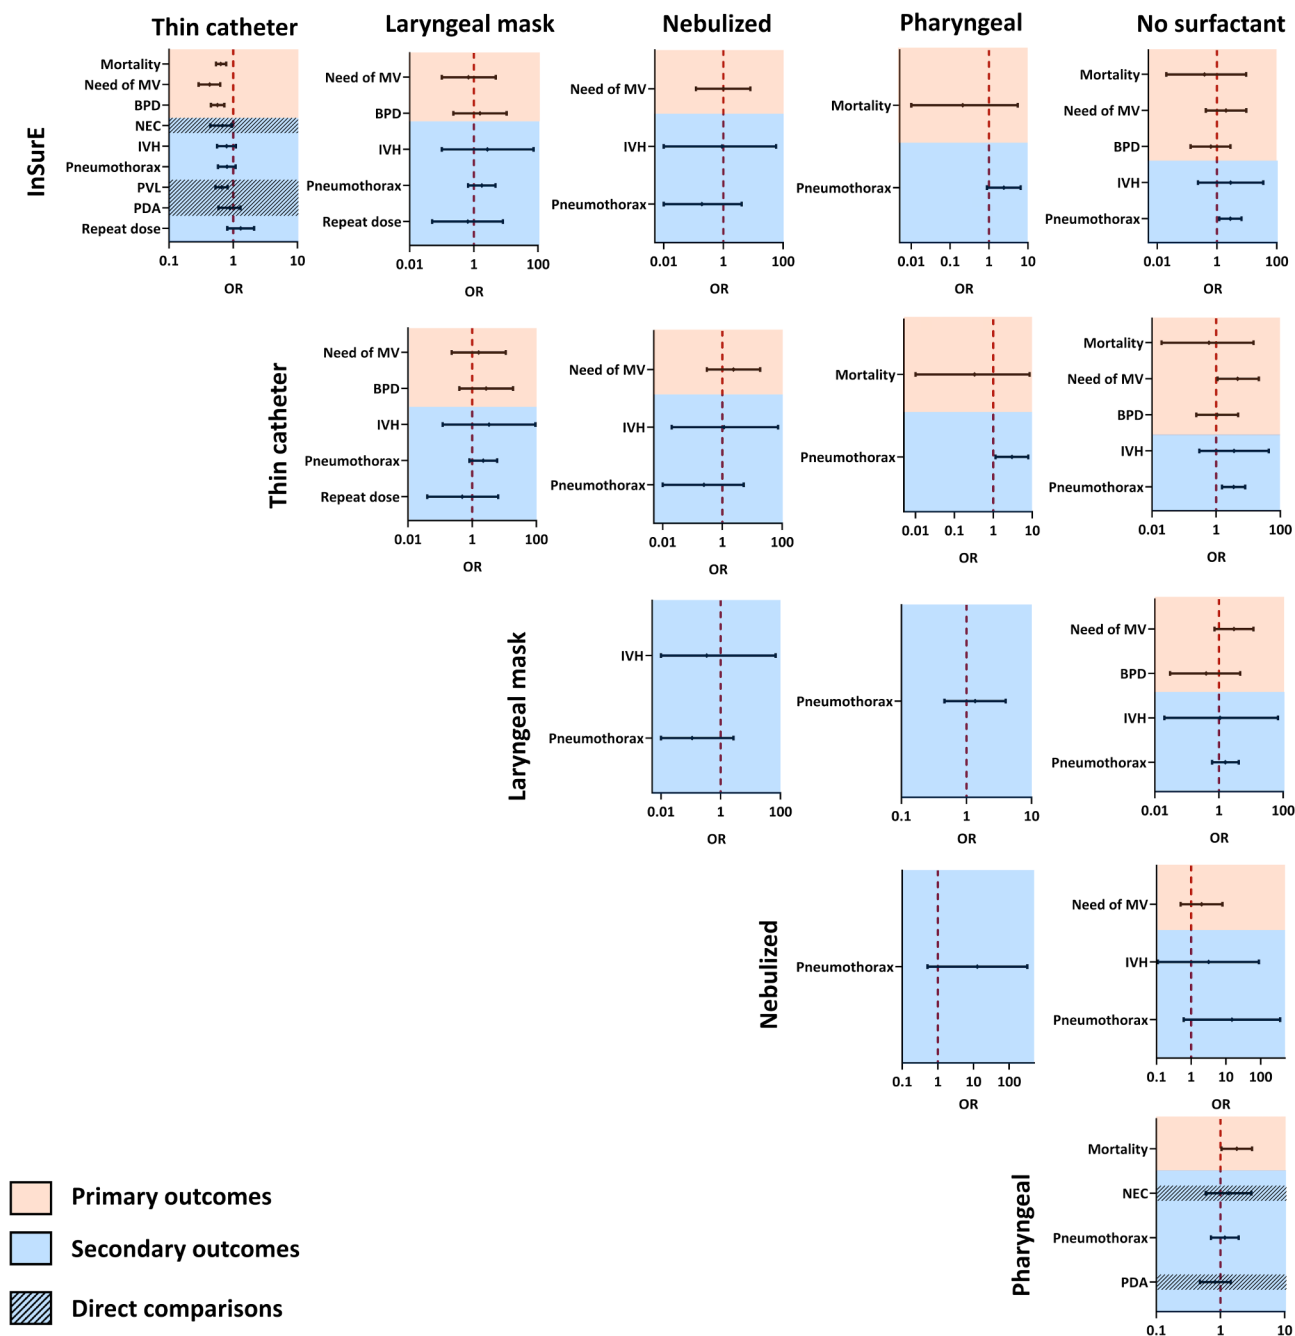 Thin catheter
Laryngeal mask
Nebulized
Pharyngeal
No surfactant
InSurE
Mortality
Need of MV
BPD
NEC
IVH
Pneumothorax
PVL
PDA
Repeat dose
0.1 1 10
OR
Need of MV
BPD
IVH
Pneumothorax
Repeat dose
0.01 1 100
OR
Need of MV
IVH
Pneumothorax
0.01 1 100
OR
Mortality
Pneumothorax
0.01 0.1 1 10
OR
Mortality
Need of MV
BPD
IVH
Pneumothorax
0.01 1 100
OR
Thin catheter
Need of MV
BPD
IVH
Pneumothorax
Repeat dose
0.01 1 100
OR
Need of MV
IVH
Pneumothorax
0.01 1 100
OR
Mortality
Pneumothorax
0.01 0.1 1 10
OR
Mortality
Need of MV
BPD
IVH
Pneumothorax
0.01 1 100
OR
Laryngeal mask
IVH
Pneumothorax
0.01 1 100
OR
Pneumothorax
0.1 1 10
OR
Need of MV
BPD
IVH
Pneumothorax
0.01 1 100
OR
Nebulized
Pneumothorax
0.1 1 10 100
OR
Need of MV
IVH
Pneumothorax
0.1 1 10 100
OR
Pharyngeal
Mortality
NEC
Pneumothorax
PDA
0.1 1 10
Primary outcomes
Secondary outcomes
Direct comparisons